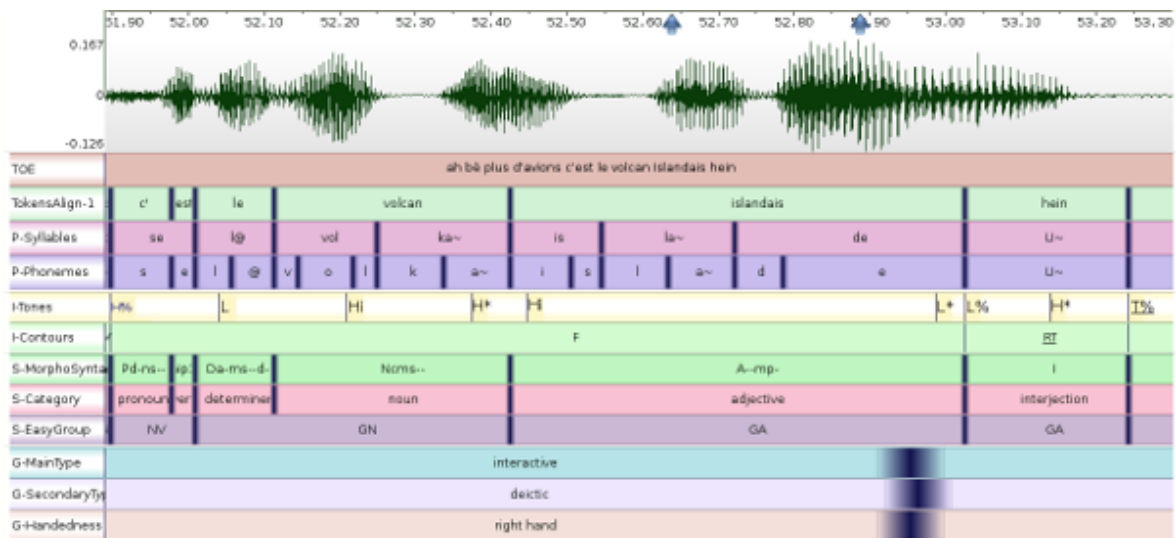 51.90 52.00 52.10 52.20 52.30 52.40 52.50 52.60 52.70 52.80 52.90 53.00 53.10 53.20 53.30
0.167
0
-0.126
TOE ah bè plus d'avions c'est le volcan Islandais hein
TokensAlign-1 c' est le volcan islandais hein
P-Syllables se l@ vol ka~ is la~ de U~
P-Phonemes s e l @ v o l k a~ i s l a~ d e U~
I-Tones H% L Hi H* Hi L* L% H* T%
I-Contours F RT
S-MorphoSynta Pd-ns-- ip3 Da-ms--d- Ncms-- A--mp- I
S-Category pronoun ver determiner noun adjective interjection
S-EasyGroup NV GN GA GA
G-MainType interactive
G-SecondaryTyp deictic
G-Handedness right hand